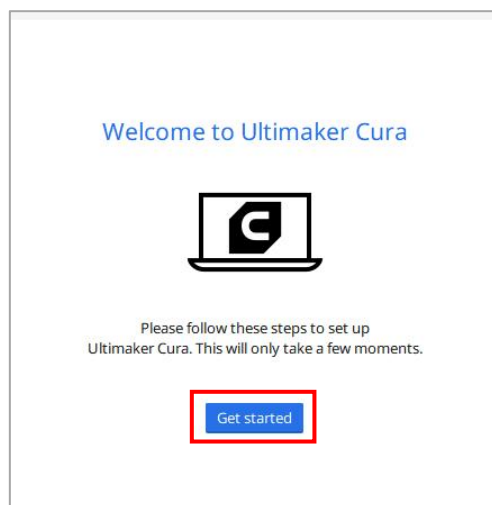 Welcome to Ultimaker Cura
Please follow these steps to set up
Ultimaker Cura. This will only take a few moments.
Get started